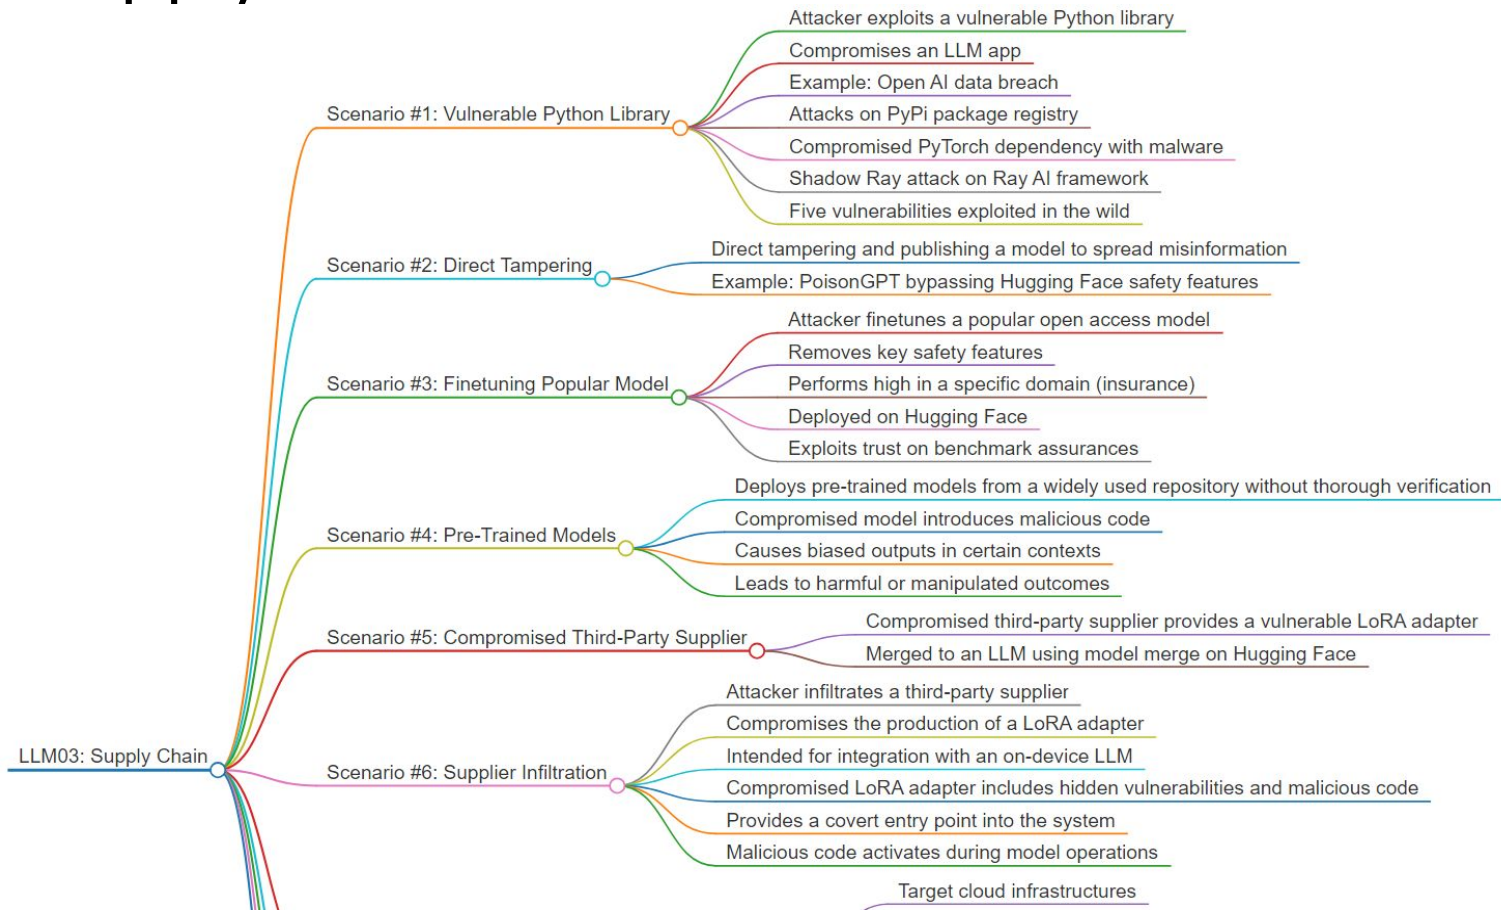 Scenario #1: Vulnerable Python Library
Attacker exploits a vulnerable Python library
Compromises an LLM app
Example: Open AI data breach
Attacks on PyPi package registry
Compromised PyTorch dependency with malware
Shadow Ray attack on Ray AI framework
Five vulnerabilities exploited in the wild
Scenario #2: Direct Tampering
Direct tampering and publishing a model to spread misinformation
Example: PoisonGPT bypassing Hugging Face safety features
Scenario #3: Finetuning Popular Model
Attacker finetunes a popular open access model
Removes key safety features
Performs high in a specific domain (insurance)
Deployed on Hugging Face
Exploits trust on benchmark assurances
Scenario #4: Pre-Trained Models
Deploys pre-trained models from a widely used repository without thorough verification
Compromised model introduces malicious code
Causes biased outputs in certain contexts
Leads to harmful or manipulated outcomes
Scenario #5: Compromised Third-Party Supplier
Compromised third-party supplier provides a vulnerable LoRA adapter
Merged to an LLM using model merge on Hugging Face
LLM03: Supply Chain
Scenario #6: Supplier Infiltration
Attacker infiltrates a third-party supplier
Compromises the production of a LoRA adapter
Intended for integration with an on-device LLM
Compromised LoRA adapter includes hidden vulnerabilities and malicious code
Provides a covert entry point into the system
Malicious code activates during model operations
Target cloud infrastructures